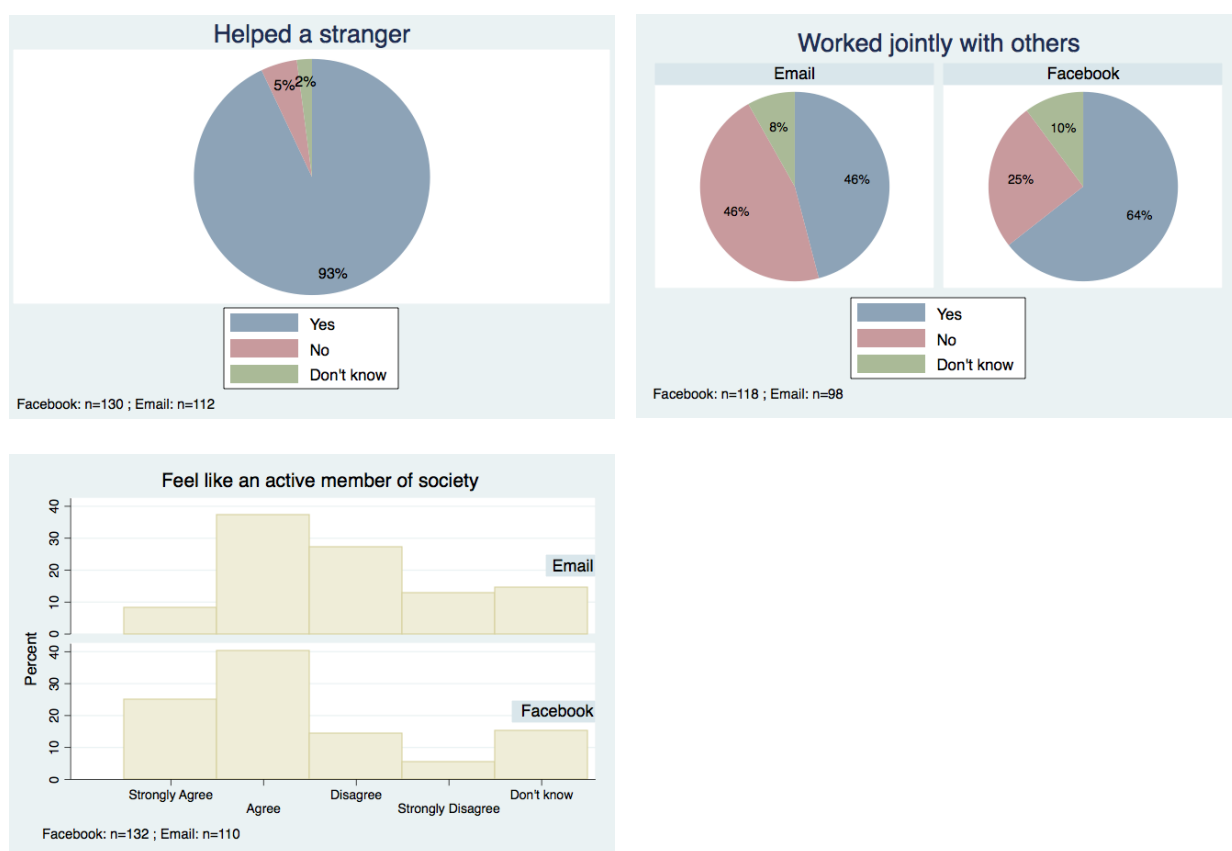 Helped a stranger
5%
2%
93%
Yes
No
Don't know
Facebook: n=130 ; Email: n=112
Worked jointly with others
Email
Facebook
8%
46%
46%
10%
25%
64%
Yes
No
Don't know
Facebook: n=118 ; Email: n=98
Feel like an active member of society
Percent
40
30
20
10
0
Email
40
30
20
10
0
Facebook
Strongly Agree
Agree
Disagree
Strongly Disagree
Don't know
Facebook: n=132 ; Email: n=110